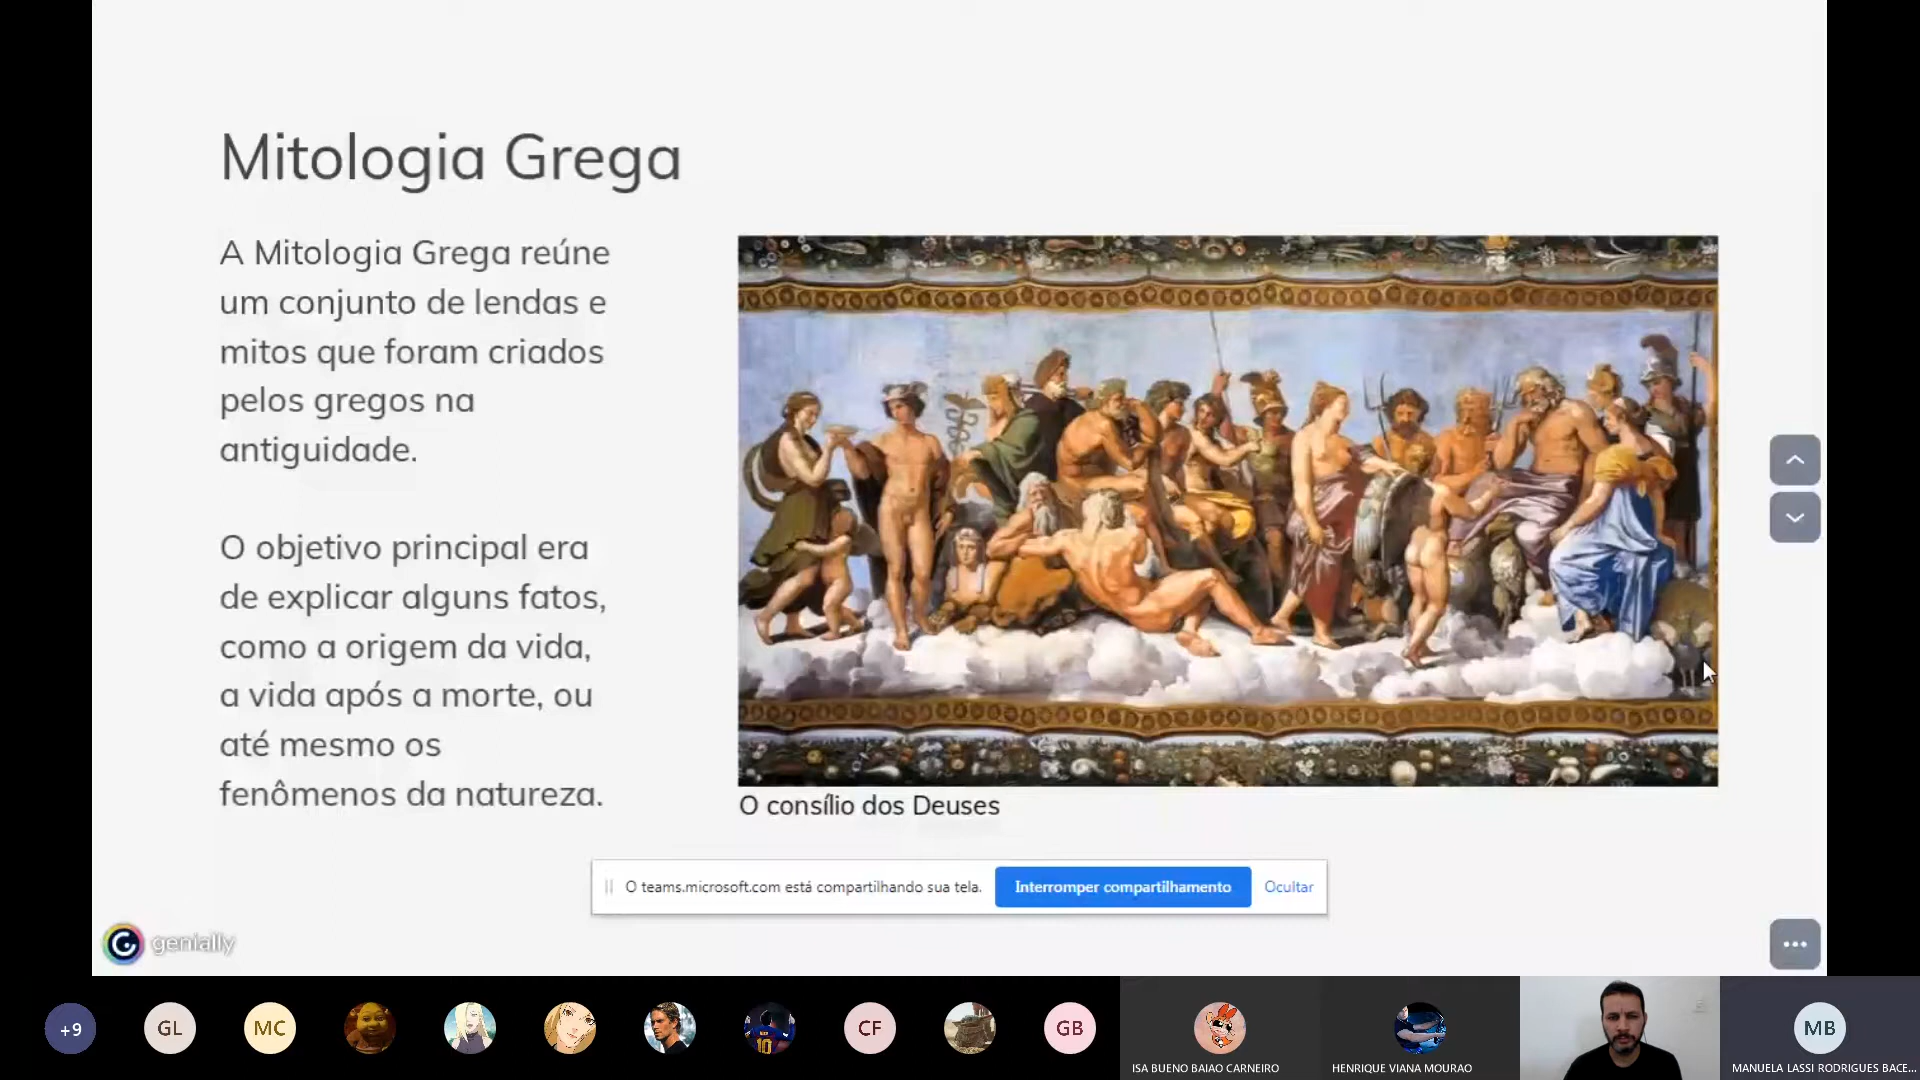 Mitologia Grega
A Mitologia Grega reúne
um conjunto de lendas e
mitos que foram criados
pelos gregos na
antiguidade.
O objetivo principal era
de explicar alguns fatos,
como a origem da vida,
a vida após a morte, ou
até mesmo os
fenômenos da natureza.
O consílio dos Deuses
O teams.microsoft.com está compartilhando sua tela.
Interromper compartilhamento
Ocultar
genially
+9
GL
MC
10
CF
GB
ISA BUENO BAIAO CARNEIRO
HENRIQUE VIANA MOURAO
MB
MANUELA LASSI RODRIGUES BACE...